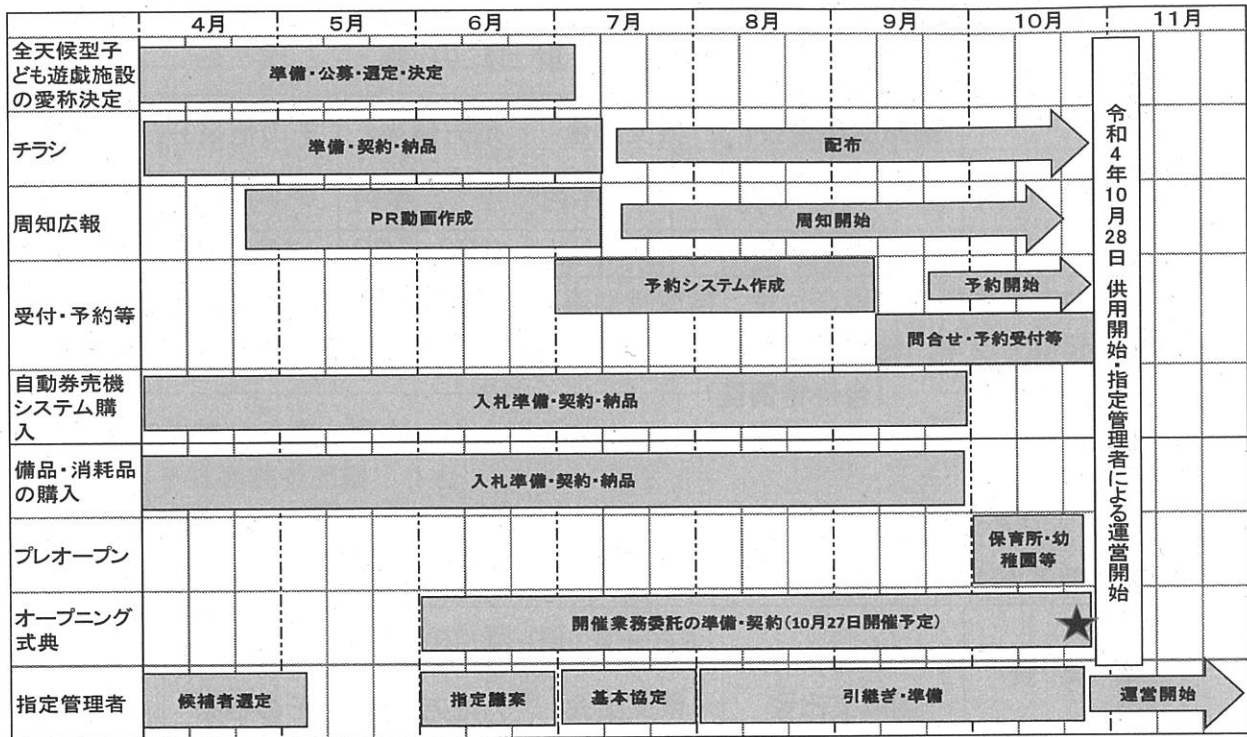 4月 5月 6月 7月 8月 9月 10月 11月
全天候型子
ども遊戯施設
の愛称決定
準備・公募・選定・決定
チラシ
準備・契約・納品
配布
周知広報
PR動画作成
周知開始
受付・予約等
予約システム作成
予約開始
問合せ・予約受付等
自動券売機
システム購
入
入札準備・契約・納品
備品・消耗品
の購入
入札準備・契約・納品
プレオープン
保育所・幼
稚園等
オープニング
式典
開催業務委託の準備・契約(10月27日開催予定)
指定管理者
候補者選定
指定議案
基本協定
引継ぎ・準備
運営開始
令和4年10月28日 供用開始・指定管理者による運営開始